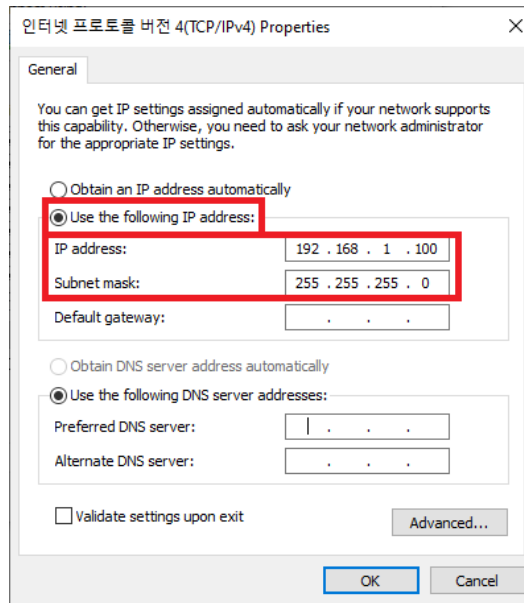 인터넷 프로토콜 버전 4(TCP/IPv4) Properties
General
You can get IP settings assigned automatically if your network supports
this capability. Otherwise, you need to ask your network administrator
for the appropriate IP settings.
Obtain an IP address automatically
Use the following IP address:
IP address: 192 . 168 . 1 . 100
Subnet mask: 255 . 255 . 255 . 0
Default gateway: . . .
Obtain DNS server address automatically
Use the following DNS server addresses:
Preferred DNS server: . . .
Alternate DNS server: . . .
Validate settings upon exit
Advanced...
OK Cancel